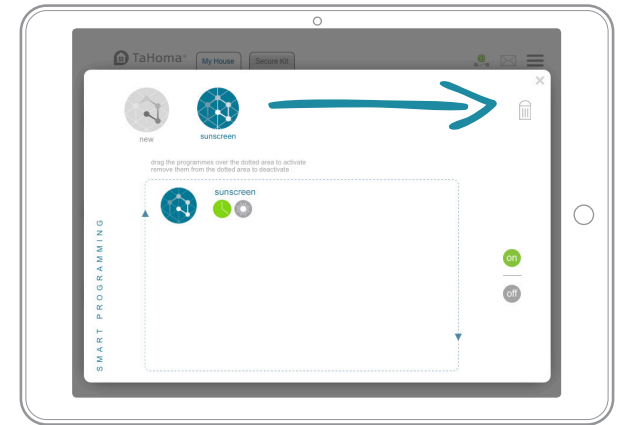 TaHoma®
My House
Secure Kit
@
new
sunscreen
drag the programmes over the dotted area to activate
remove them from the dotted area to deactivate
sunscreen
SMART PROGRAMMING
on
off